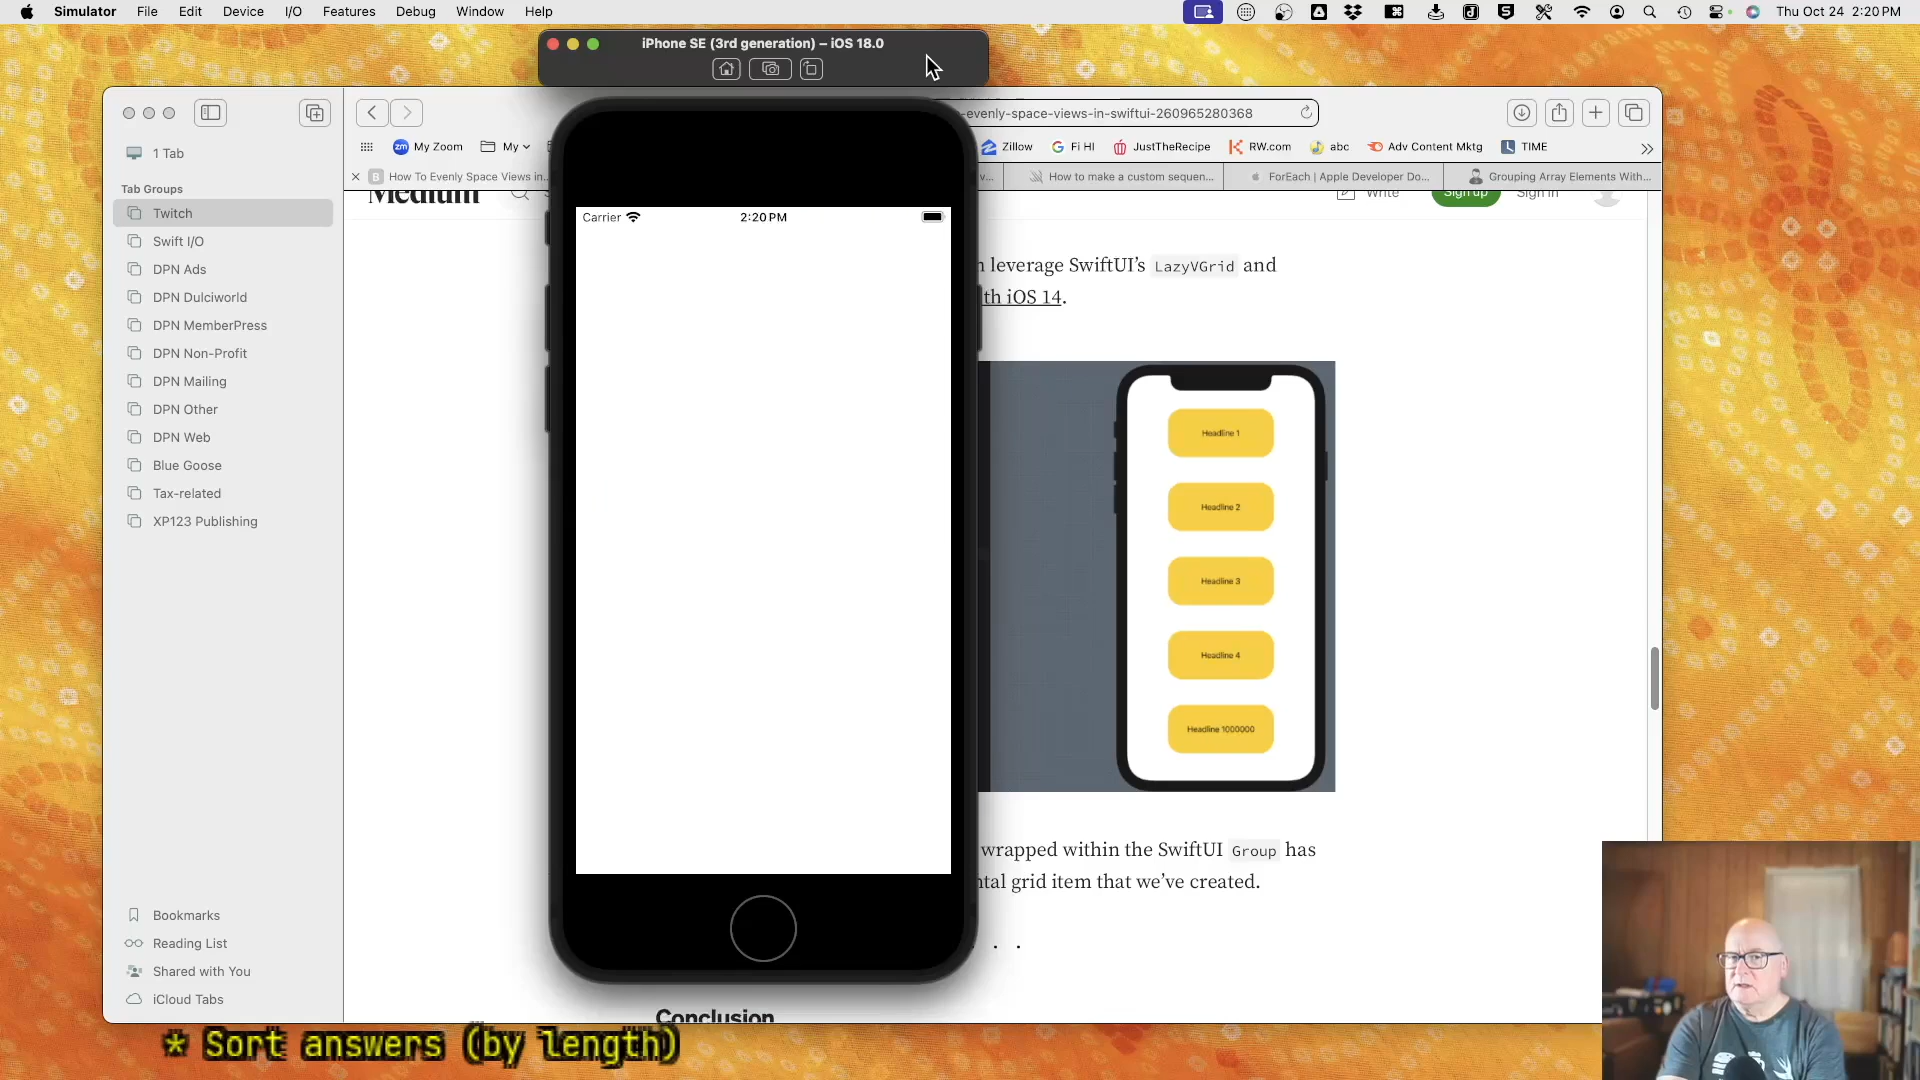 Simulator File Edit Device I/O Features Debug Window Help Thu Oct 24 2:20 PM
iPhone SE (3rd generation) – iOS 18.0
-evenly-space-views-in-swiftui-260965280368
My Zoom My Zillow Fi HI JustTheRecipe RW.com abc Adv Content Mktg TIME
How To Evenly Space Views in... How to make a custom sequen... ForEach | Apple Developer Do... Grouping Array Elements With...
1 Tab
Tab Groups
Twitch
Swift I/O
DPN Ads
DPN Dulciworld
DPN MemberPress
DPN Non-Profit
DPN Mailing
DPN Other
DPN Web
Blue Goose
Tax-related
XP123 Publishing
Bookmarks
Reading List
Shared with You
iCloud Tabs
Medium Write Sign up Sign in
Carrier 2:20 PM
leverage SwiftUI’s LazyVGrid and
th iOS 14.
Headline 1
Headline 2
Headline 3
Headline 4
Headline 1000000
wrapped within the SwiftUI Group has
ntal grid item that we’ve created.
. .
Conclusion
* Sort answers (by length)